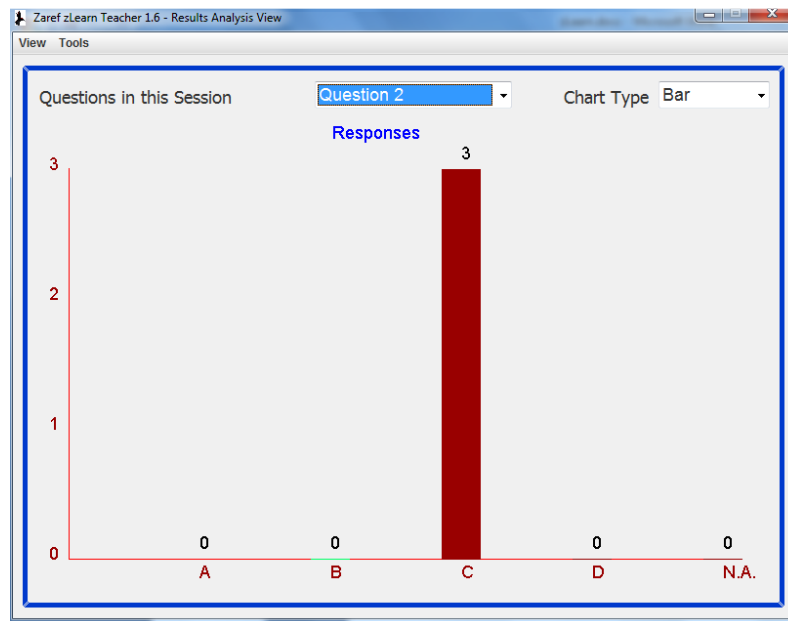 Zaref zLearn Teacher 1.6 - Results Analysis View
View Tools
Questions in this Session Question 2 Chart Type Bar
Responses
3
3
2
1
0 0 0 0 0
A B C D N.A.